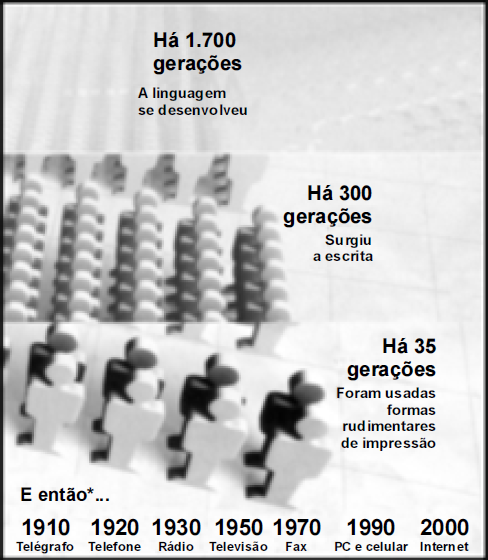 Há 1.700
gerações
A linguagem
se desenvolveu
Há 300
gerações
Surgiu
a escrita
Há 35
gerações
Foram usadas
formas
rudimentares
de impressão
E então*...
1910 1920 1930 1950 1970 1990 2000
Telégrafo Telefone Rádio Televisão Fax PC e celular Internet